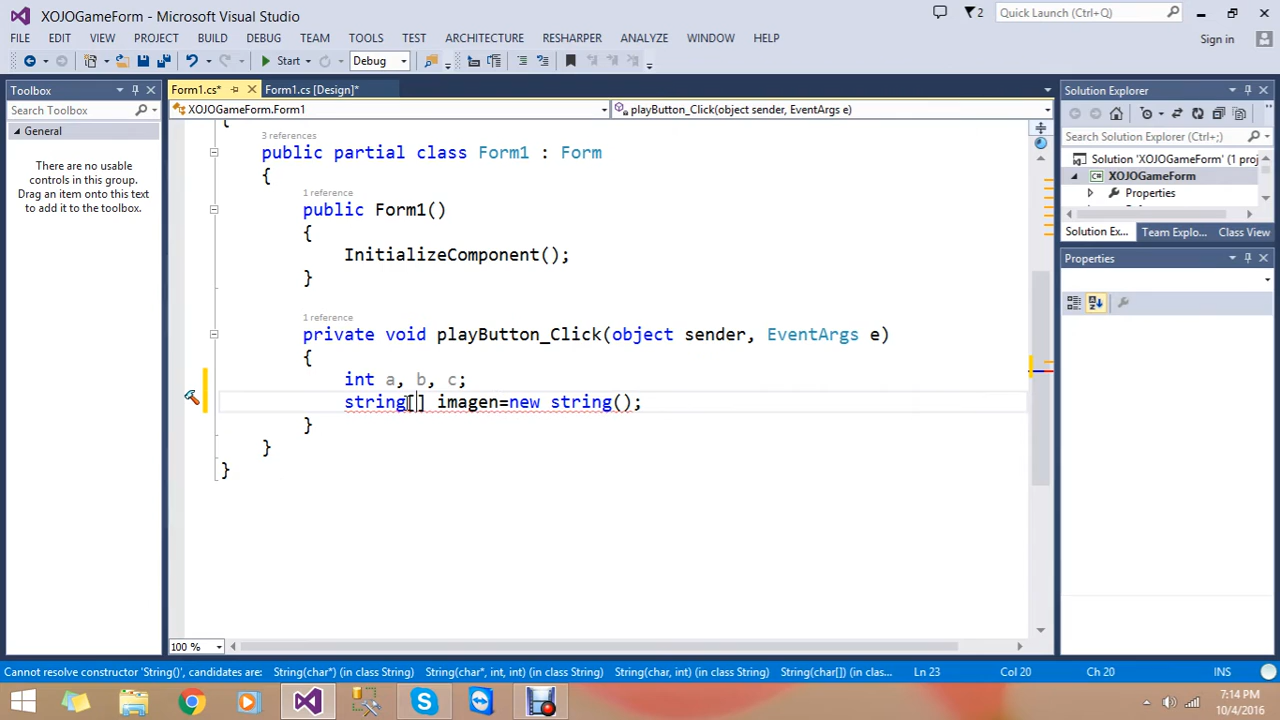 XOJOGameForm - Microsoft Visual Studio
2
Quick Launch (Ctrl+Q)
FILE EDIT VIEW PROJECT BUILD DEBUG TEAM TOOLS TEST ARCHITECTURE RESHARPER ANALYZE WINDOW HELP
Sign in
Start
Debug
Toolbox
Form1.cs*
Form1.cs [Design]*
Solution Explorer
Search Toolbox
XOJOGameForm.Form1
playButton_Click(object sender, EventArgs e)
General
Search Solution Explorer (Ctrl+;)
There are no usable
controls in this group.
Drag an item onto this text
to add it to the toolbox.
Solution 'XOJOGameForm' (1 proj
XOJOGameForm
Properties
Solution Ex...
Team Explo...
Class View
Properties
{
3 references
public partial class Form1 : Form
{
1 reference
public Form1()
{
InitializeComponent();
}
1 reference
private void playButton_Click(object sender, EventArgs e)
{
int a, b, c;
string[] imagen=new string();
}
}
}
100 %
Cannot resolve constructor 'String()', candidates are: String(char*) (in class String) String(char*, int, int) (in class String) String(char, int) (in class String) String(char[]) (in clas...
Ln 23
Col 20
Ch 20
INS
7:14 PM
10/4/2016